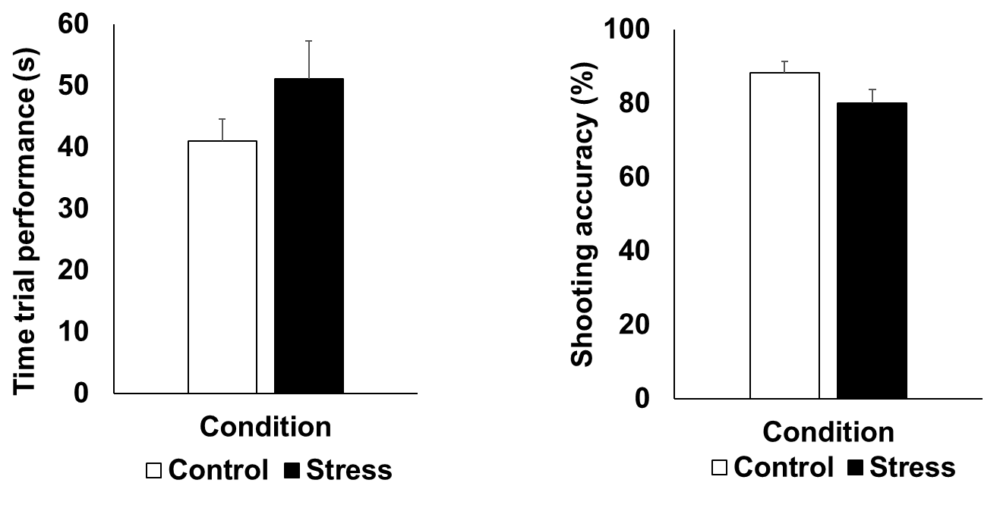 Time trial performance (s)
60
50
40
30
20
10
0
Condition
Control Stress
Shooting accuracy (%)
100
80
60
40
20
0
Condition
Control Stress